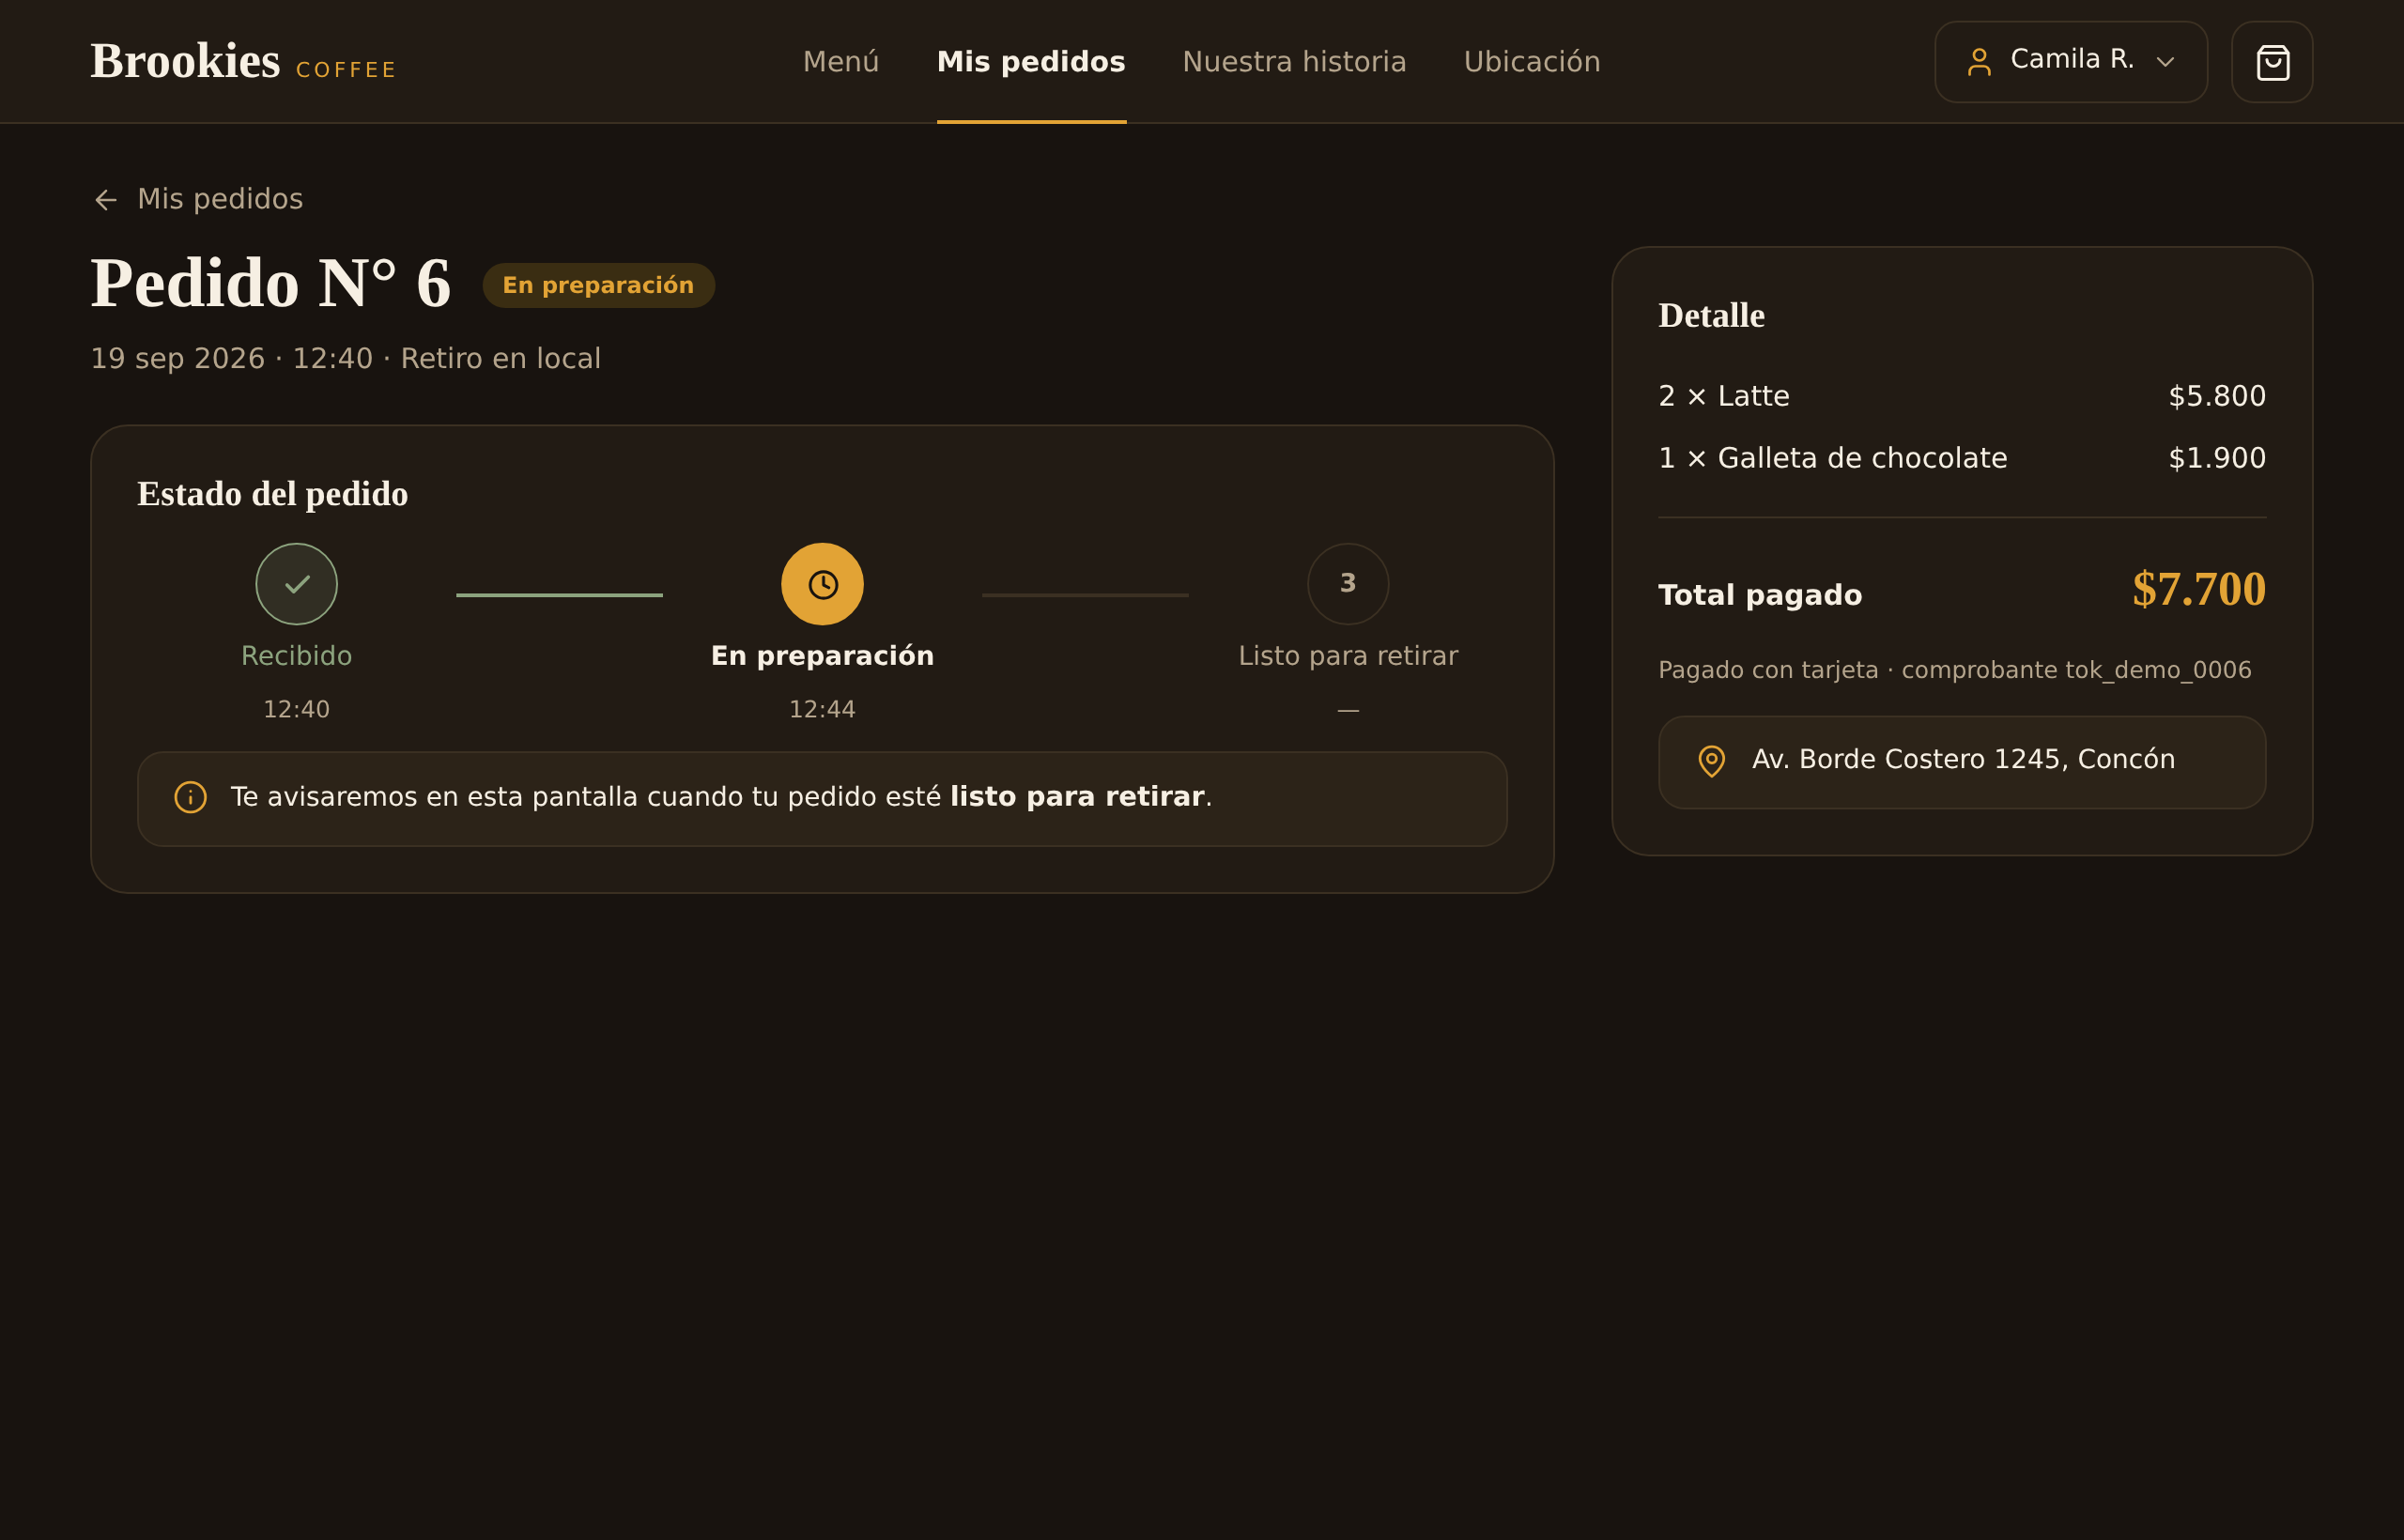 Brookies COFFEE
Menú
Mis pedidos
Nuestra historia
Ubicación
Camila R.
Mis pedidos
Pedido N° 6
En preparación
19 sep 2026 · 12:40 · Retiro en local
Estado del pedido
Recibido
12:40
En preparación
12:44
3
Listo para retirar
—
Te avisaremos en esta pantalla cuando tu pedido esté listo para retirar.
Detalle
2 × Latte $5.800
1 × Galleta de chocolate $1.900
Total pagado $7.700
Pagado con tarjeta · comprobante tok_demo_0006
Av. Borde Costero 1245, Concón